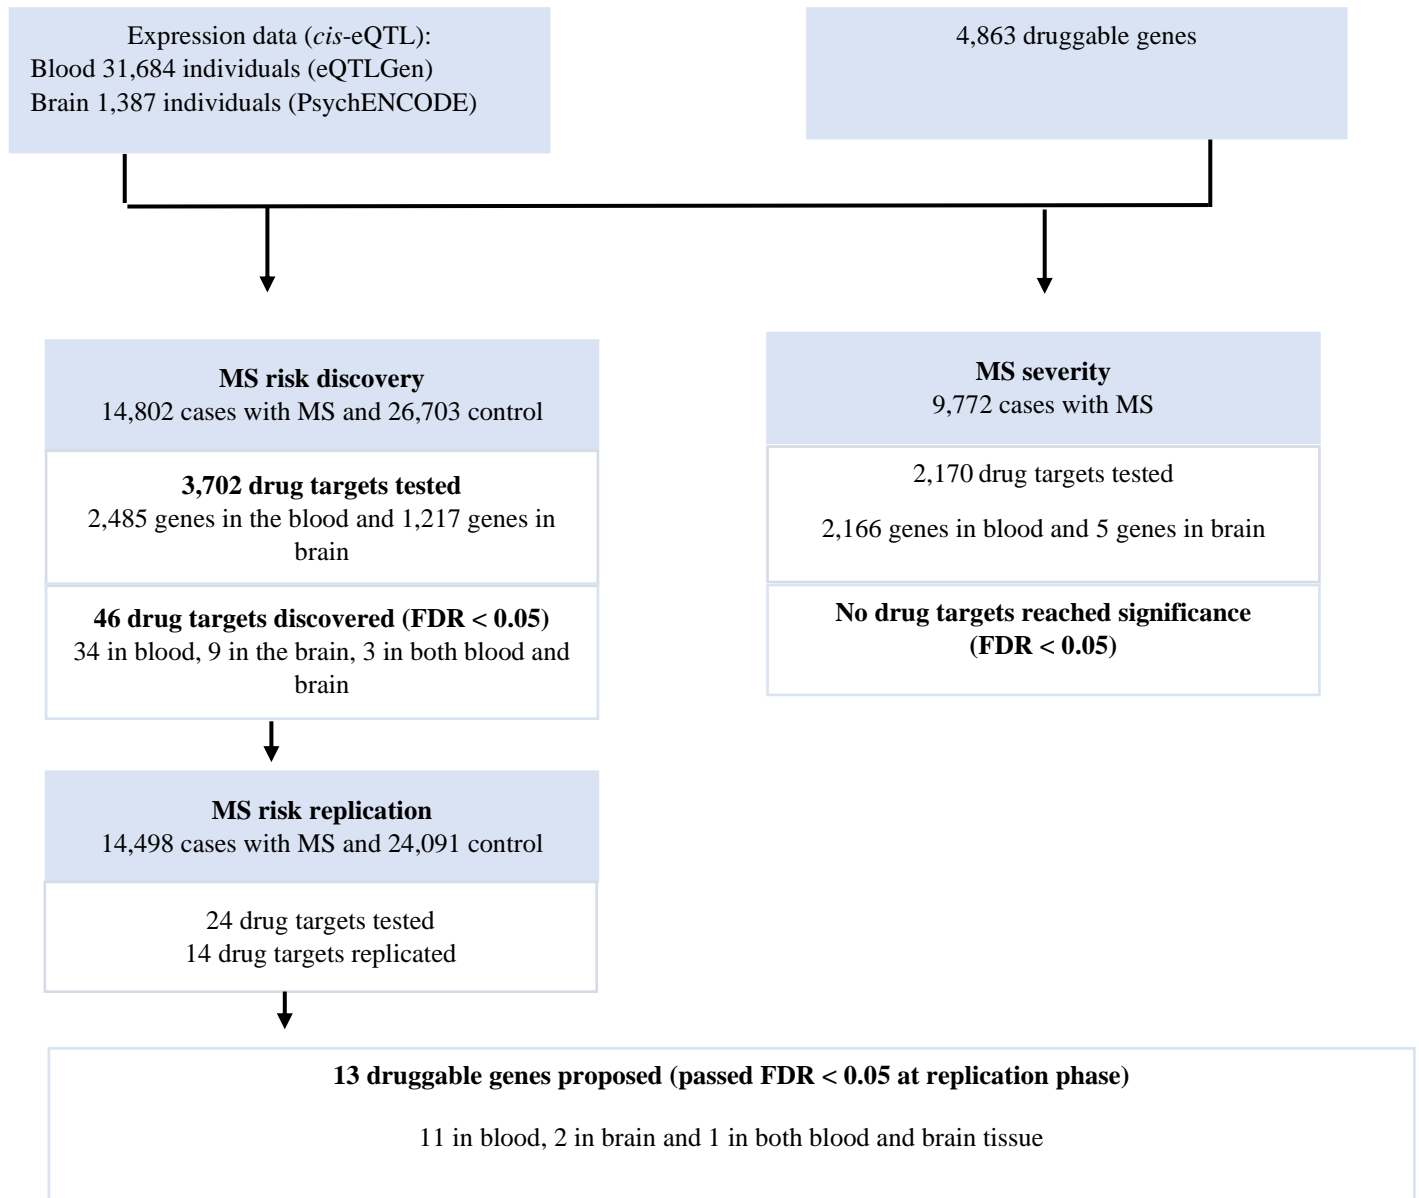 Expression data (cis-eQTL):
Blood 31,684 individuals (eQTLGen)
Brain 1,387 individuals (PsychENCODE)
4,863 druggable genes
MS risk discovery
14,802 cases with MS and 26,703 control
3,702 drug targets tested
2,485 genes in the blood and 1,217 genes in
brain
46 drug targets discovered (FDR < 0.05)
34 in blood, 9 in the brain, 3 in both blood and
brain
MS severity
9,772 cases with MS
2,170 drug targets tested
2,166 genes in blood and 5 genes in brain
No drug targets reached significance
(FDR < 0.05)
MS risk replication
14,498 cases with MS and 24,091 control
24 drug targets tested
14 drug targets replicated
13 druggable genes proposed (passed FDR < 0.05 at replication phase)
11 in blood, 2 in brain and 1 in both blood and brain tissue